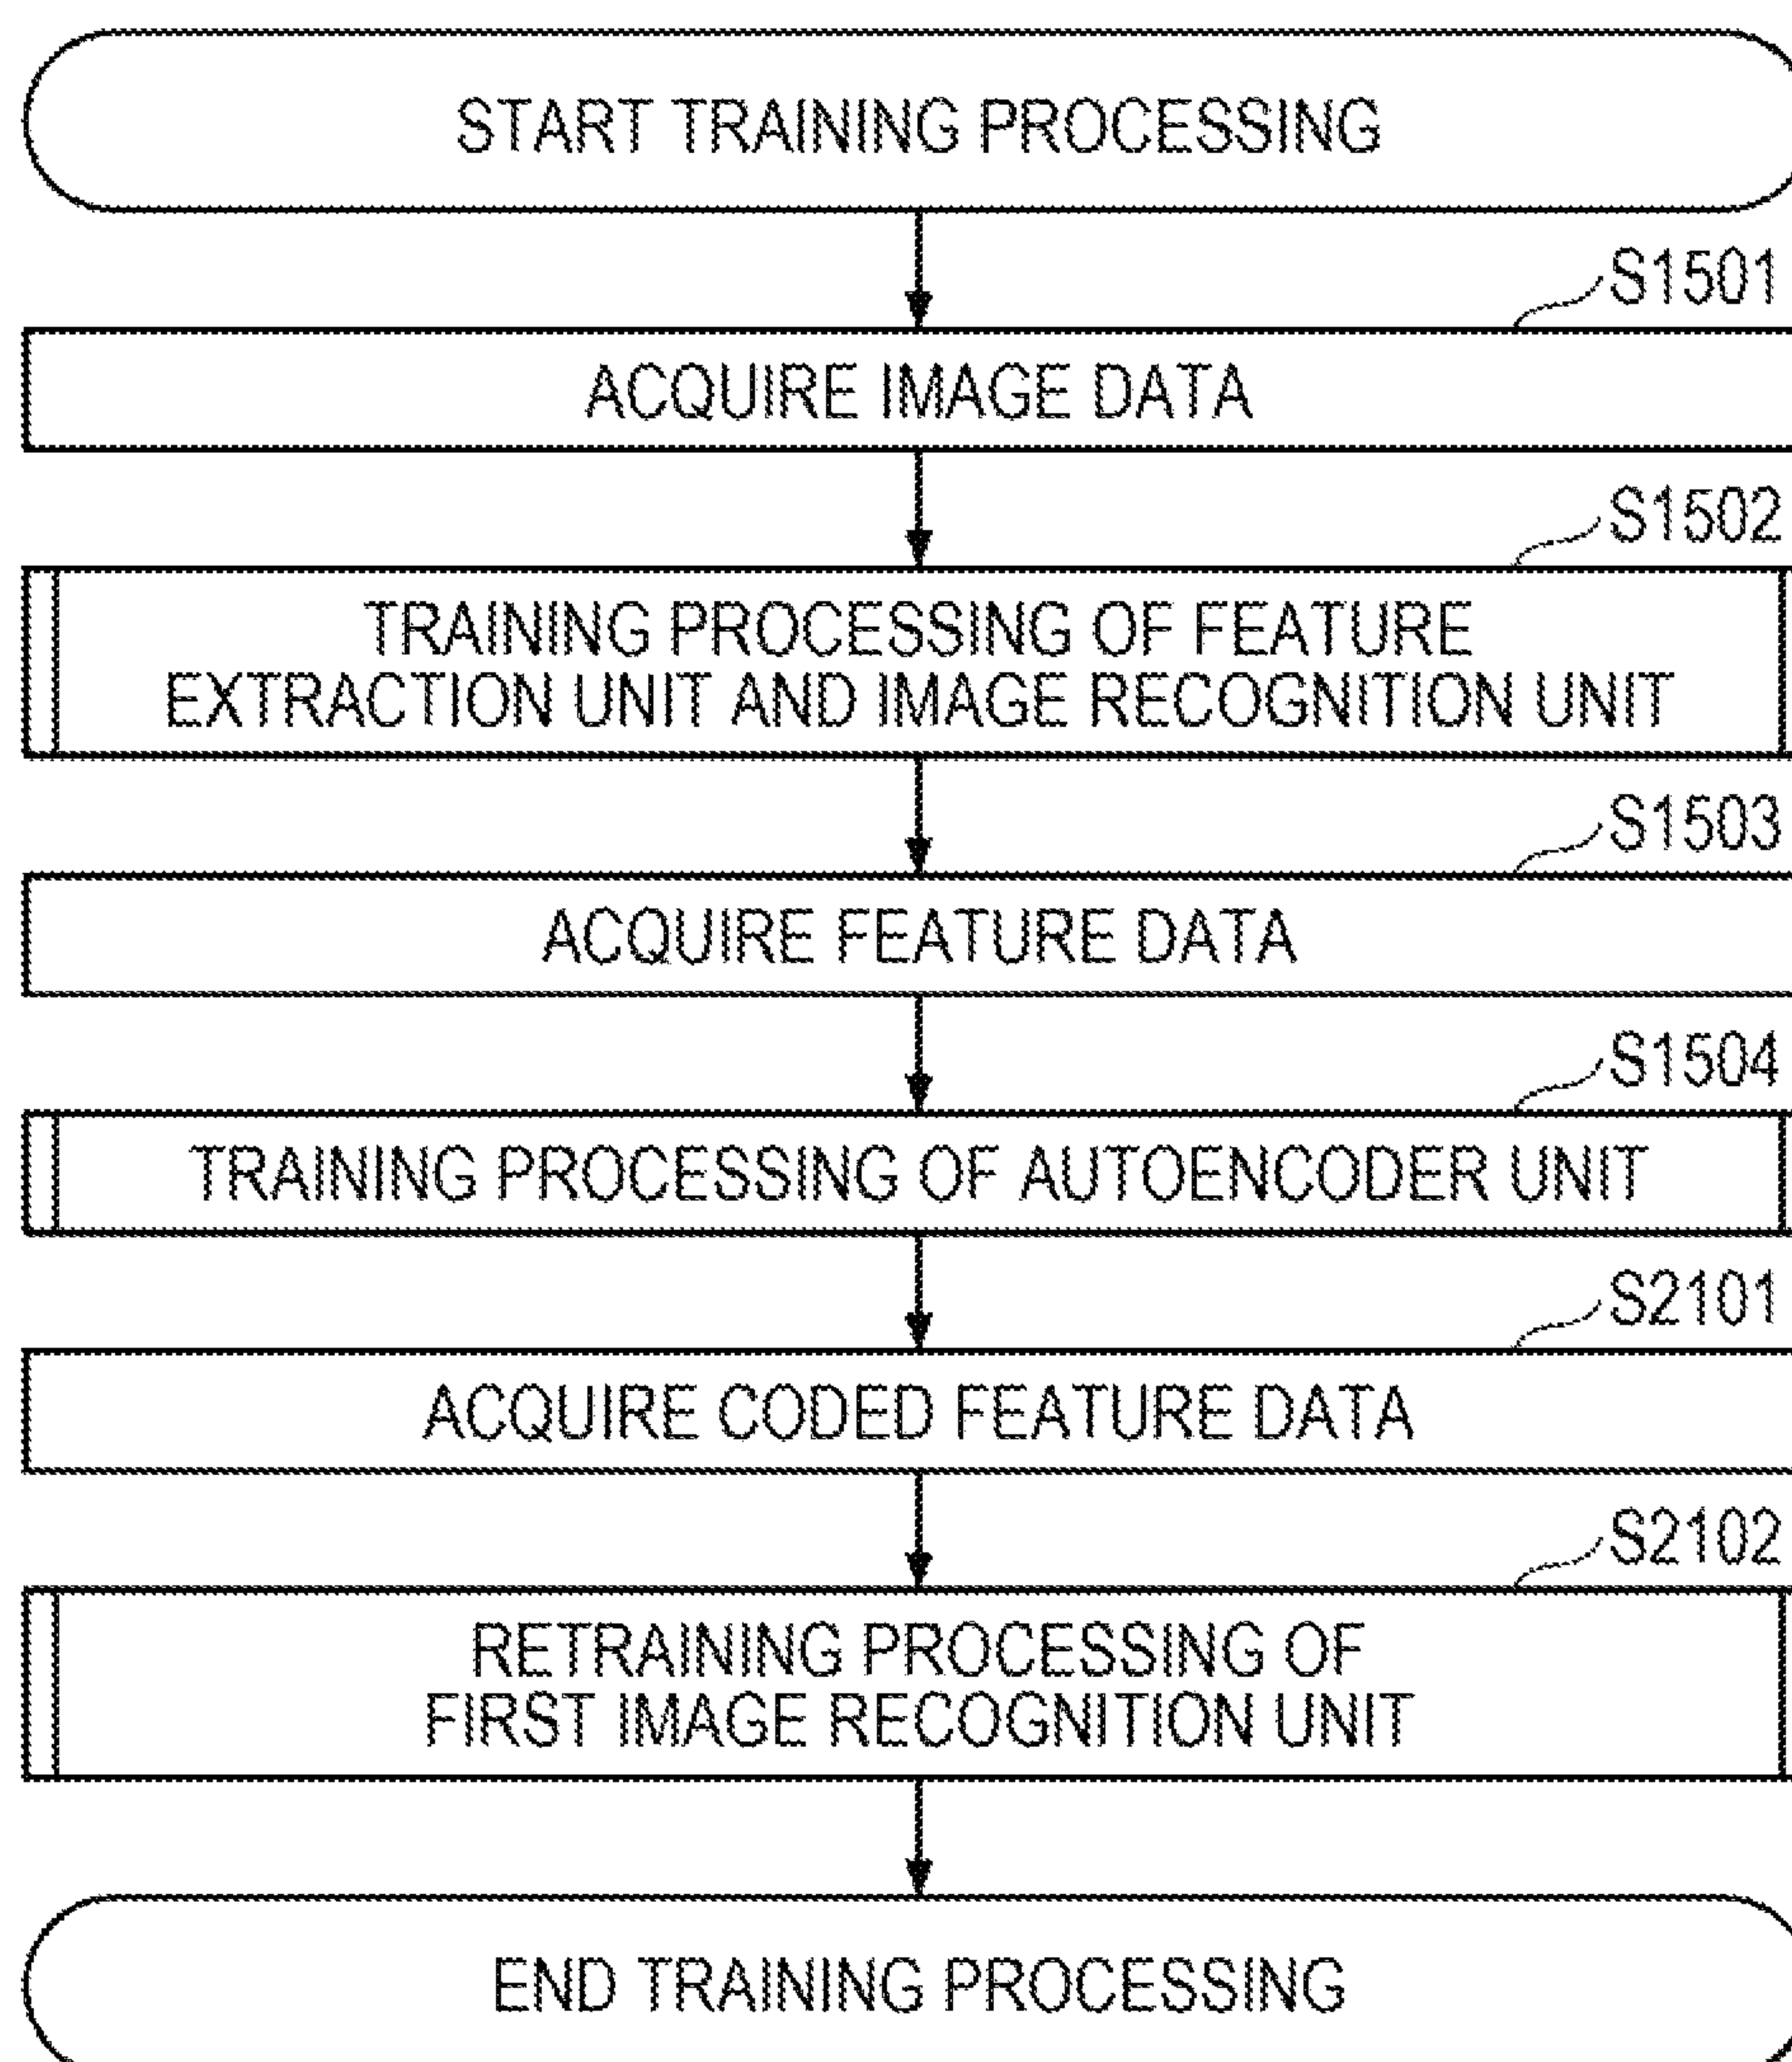 START TRAINING PROCESSING
S1501
ACQUIRE IMAGE DATA
S1502
TRAINING PROCESSING OF FEATURE
EXTRACTION UNIT AND IMAGE RECOGNITION UNIT
S1503
ACQUIRE FEATURE DATA
S1504
TRAINING PROCESSING OF AUTOENCODER UNIT
S2101
ACQUIRE CODED FEATURE DATA
S2102
RETRAINING PROCESSING OF
FIRST IMAGE RECOGNITION UNIT
END TRAINING PROCESSING